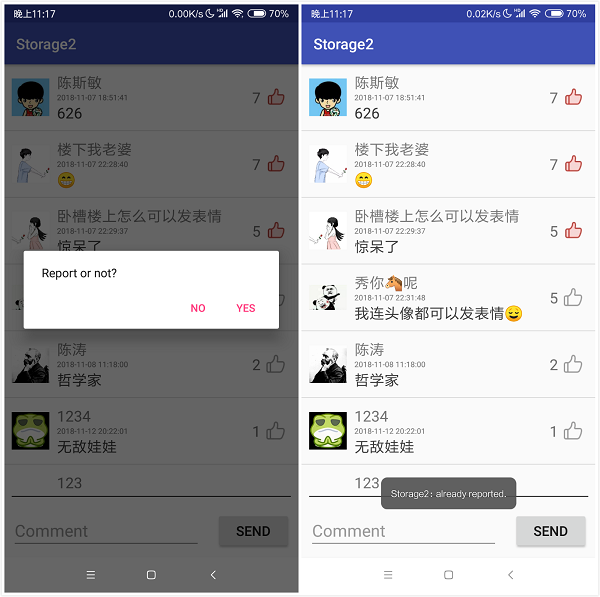 晚上11:17 0.00K/s HD 70%
Storage2
陈斯敏
2018-11-07 18:51:41
626
7
楼下我老婆
2018-11-07 22:28:40
😁
7
卧槽楼上怎么可以发表情
2018-11-07 22:29:37
惊呆了
5
Report or not?
NO YES
陈涛
2018-11-08 11:18:00
哲学家
2
1234
2018-11-12 20:22:01
无敌娃娃
1
123
Comment SEND
晚上11:17 0.02K/s HD 70%
Storage2
陈斯敏
2018-11-07 18:51:41
626
7
楼下我老婆
2018-11-07 22:28:40
😁
7
卧槽楼上怎么可以发表情
2018-11-07 22:29:37
惊呆了
5
秀你🐴呢
2018-11-07 22:31:48
我连头像都可以发表情😌
5
陈涛
2018-11-08 11:18:00
哲学家
2
1234
2018-11-12 20:22:01
无敌娃娃
1
123
Storage2: already reported.
Comment SEND